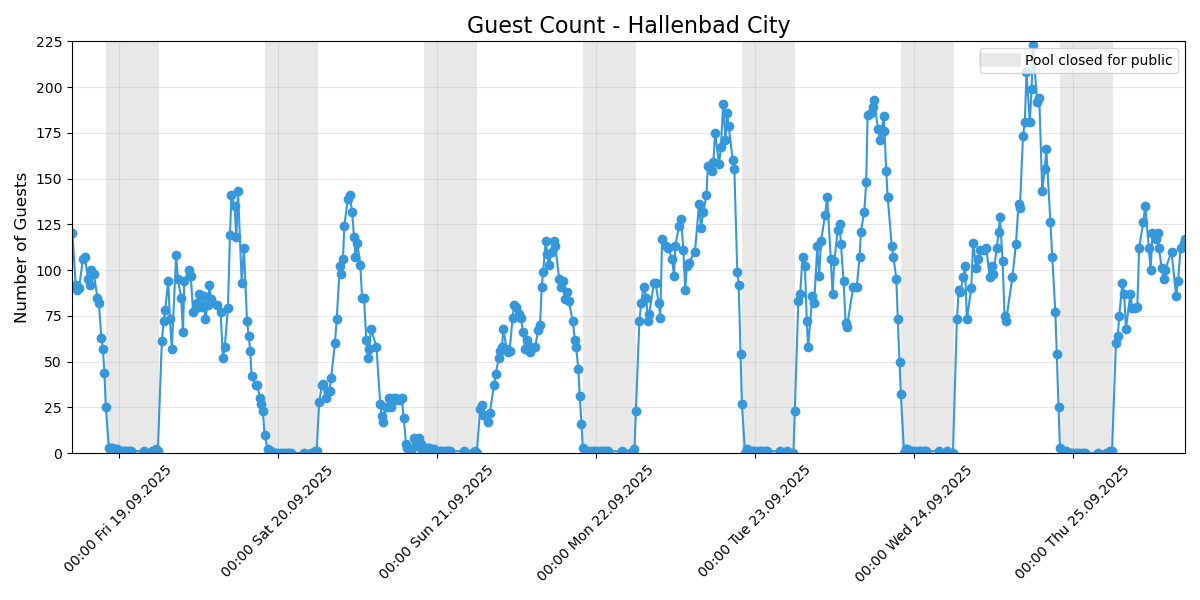 Guest Count - Hallenbad City
Pool closed for public
Number of Guests
225
200
175
150
125
100
75
50
25
0
00:00 Fri 19.09.2025
00:00 Sat 20.09.2025
00:00 Sun 21.09.2025
00:00 Mon 22.09.2025
00:00 Tue 23.09.2025
00:00 Wed 24.09.2025
00:00 Thu 25.09.2025